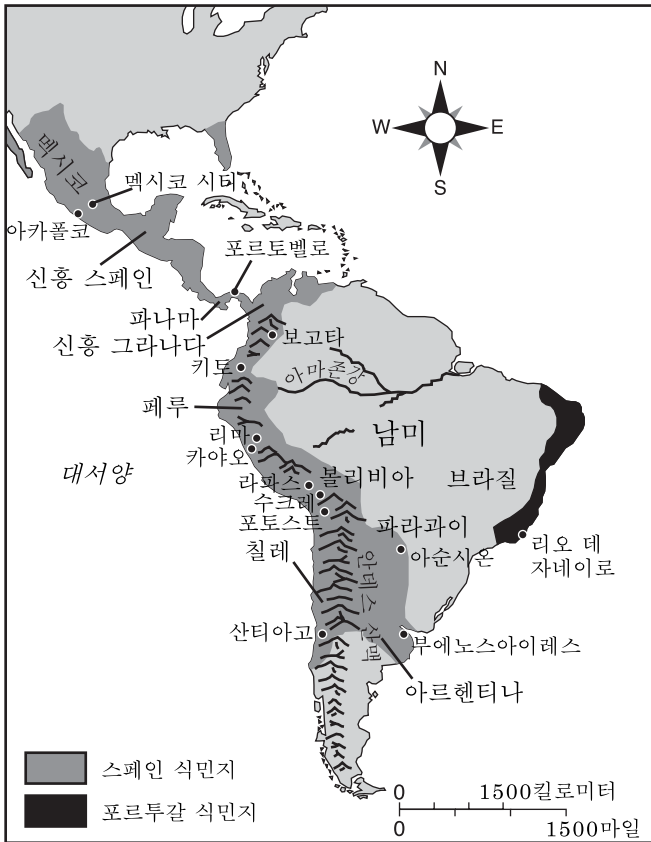 N
W
E
S
멕시코
멕시코 시티
아카폴코
신흥 스페인
포르토벨로
파나마
신흥 그라나다
보고타
키토
아마존강
페루
리마
카야오
남미
대서양
라파스
볼리비아
브라질
수크레
포토스트
파라과이
칠레
아순시온
리오 데
자네이로
안데스 산맥
산티아고
부에노스아이레스
아르헨티나
스페인 식민지
포르투갈 식민지
0 1500킬로미터
0 1500마일